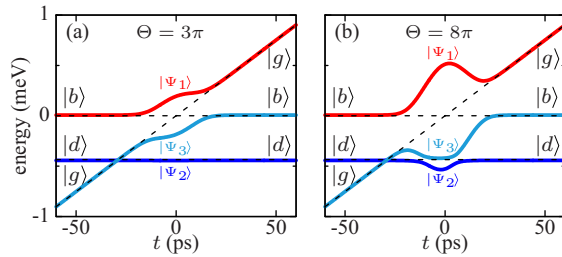 (a) Θ = 3π
(b) Θ = 8π
energy (meV)
1
0
-1
|b⟩
|d⟩
|g⟩
|Ψ₁⟩
|Ψ₃⟩
|Ψ₂⟩
|g⟩
|b⟩
|d⟩
|b⟩
|d⟩
|g⟩
|Ψ₁⟩
|Ψ₃⟩
|Ψ₂⟩
|g⟩
|b⟩
|d⟩
-50 0 50
-50 0 50
t (ps)
t (ps)